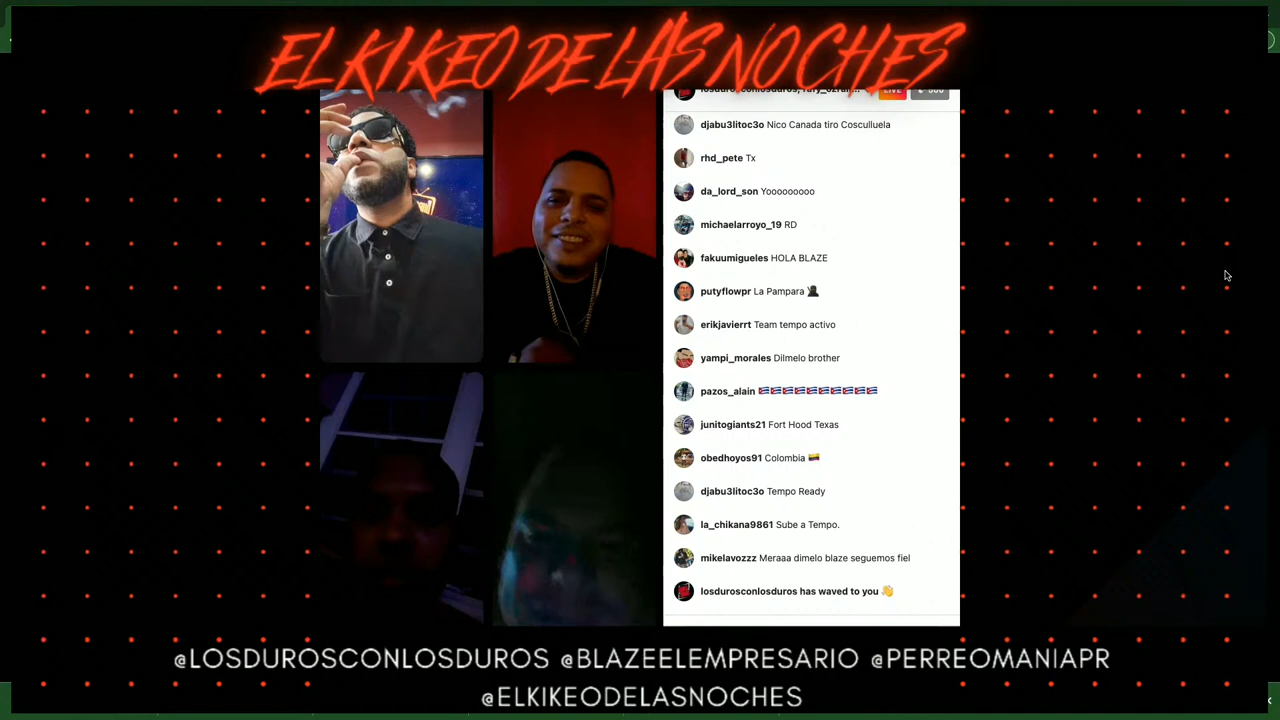 EL KIKEO DE LAS NOCHES
LIVE
djabu3litoc3o Nico Canada tiro Cosculluela
rhd_pete Tx
da_lord_son Yooooooooo
michaelarroyo_19 RD
fakuumigueles HOLA BLAZE
putyflowpr La Pampara
erikjavierrt Team tempo activo
yampi_morales Dilmelo brother
pazos_alain 🇨🇺🇨🇺🇨🇺🇨🇺🇨🇺🇨🇺🇨🇺🇨🇺🇨🇺🇨🇺
junitogiants21 Fort Hood Texas
obedhoyos91 Colombia 🇨🇴
djabu3litoc3o Tempo Ready
la_chikana9861 Sube a Tempo.
mikelavozzz Meraaa dimelo blaze seguemos fiel
losdurosconlosduros has waved to you 👋
@LOSDUROSCONLOSDUROS @BLAZEELEMPRESARIO @PERREOMANIAPR
@ELKIKEODELASNOCHES